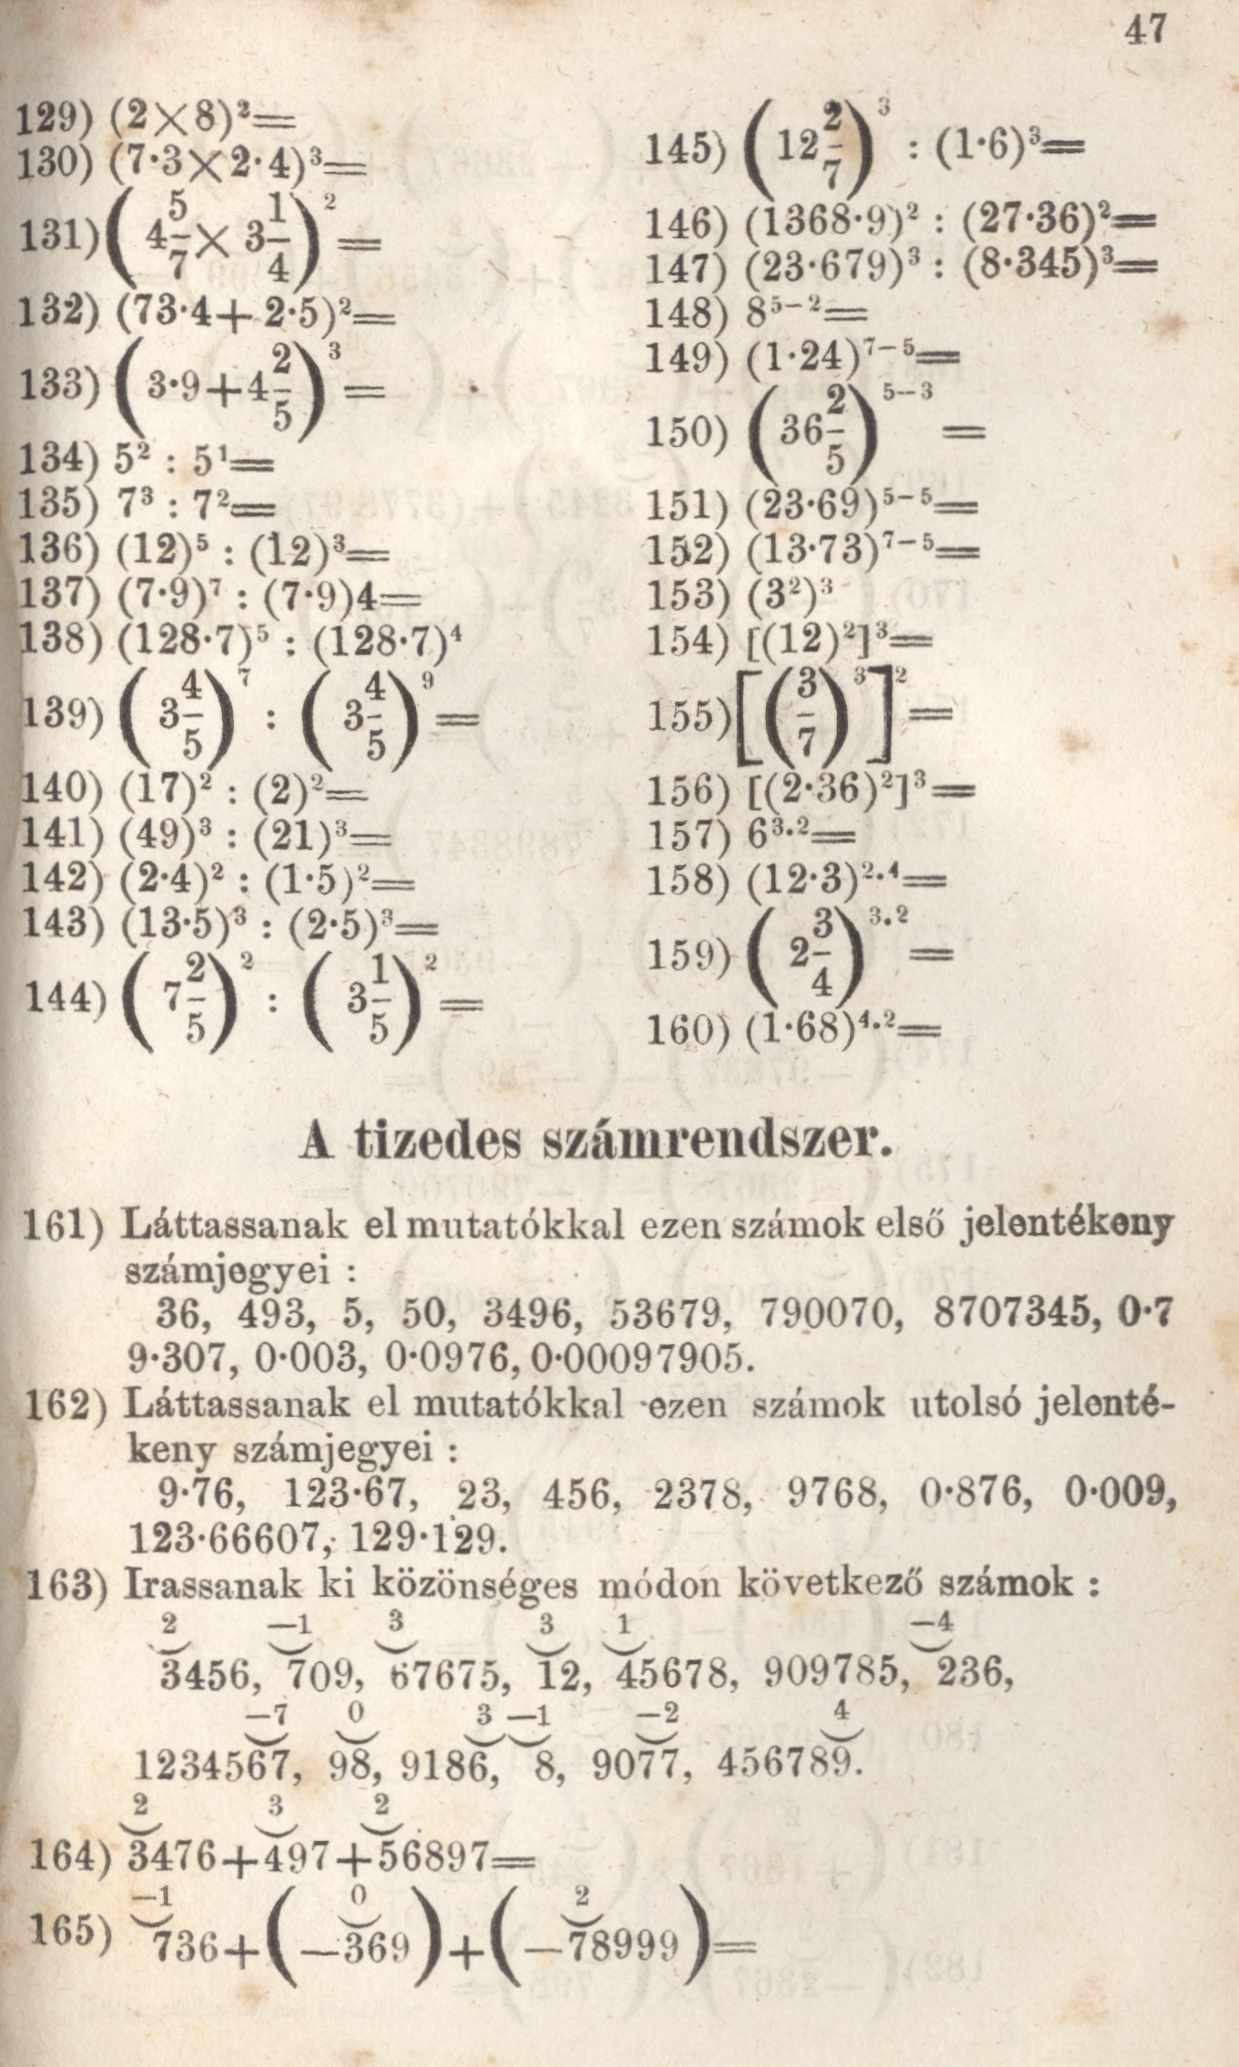 47
129) (2×8)²=
130) (7·3×2·4)³=
131) (4 5/7 × 3 1/4)²=
132) (73·4+2·5)²=
133) (3·9+4 2/5)³=
134) 5² : 5¹=
135) 7³ : 7²=
136) (12)⁵ : (12)³=
137) (7·9)⁷ : (7·9)4=
138) (128·7)⁵ : (128·7)⁴
139) (3 4/5)⁷ : (3 4/5)⁹=
140) (17)² : (2)²=
141) (49)³ : (21)³=
142) (2·4)² : (1·5)²=
143) (13·5)³ : (2·5)³=
144) (7 2/5)² : (3 1/5)²=
145) (12 2/7)³ : (1·6)³=
146) (1368·9)² : (27·36)²=
147) (23·679)³ : (8·345)³=
148) 8⁵⁻²=
149) (1·24)⁷⁻⁵=
150) (36 2/5)⁵⁻³=
151) (23·69)⁵⁻⁵=
152) (13·73)⁷⁻⁵=
153) (3²)³
154) [(12)²]³=
155) [(3/7)³]²=
156) [(2·36)²]³=
157) 6³·²=
158) (12·3)²·⁴=
159) (2 3/4)³·²=
160) (1·68)⁴·²=
A tizedes számrendszer.
161) Láttassanak el mutatókkal ezen számok első jelentékeny
számjegyei :
36, 493, 5, 50, 3496, 53679, 790070, 8707345, 0·7
9·307, 0·003, 0·0976, 0·00097905.
162) Láttassanak el mutatókkal ezen számok utolsó jelenté-
keny számjegyei :
9·76, 123·67, 23, 456, 2378, 9768, 0·876, 0·009,
123·66607, 129·129.
163) Irassanak ki közönséges módon következő számok :
2 —1 3 3 1 —4
3456, 709, 67675, 12, 45678, 909785, 236,
—7 0 3 —1 —2 4
1234567, 98, 9186, 8, 9077, 456789.
2 3 2
164) 3476+497+56897=
—1 0 2
165) 736+(—369)+(—78999)=